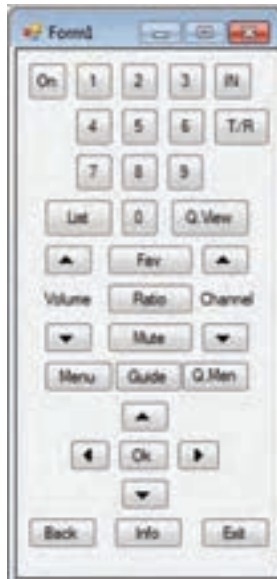 Form1
On 1 2 3 IN
4 5 6 T/R
7 8 9
List 0 Q.View
Fav
Volume Ratio Channel
Mute
Menu Guide Q.Men
Ok
Back Info Exit